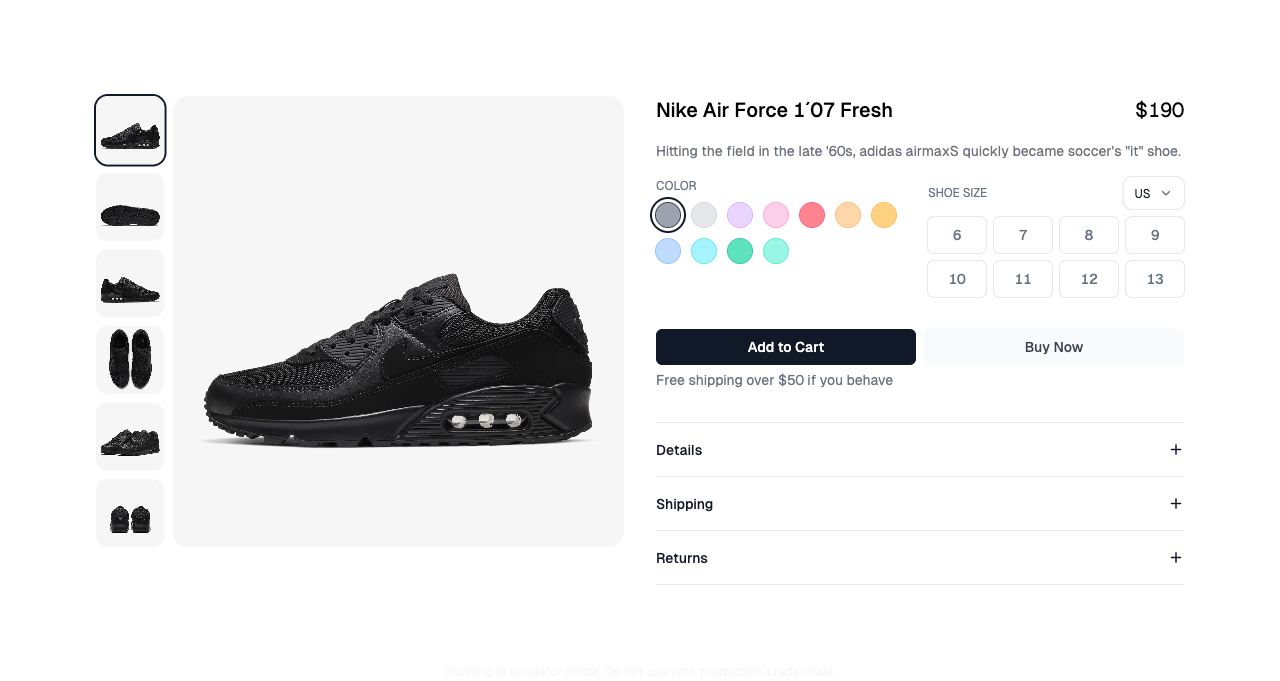 Nike Air Force 1´07 Fresh
$190
Hitting the field in the late '60s, adidas airmaxS quickly became soccer's "it" shoe.
COLOR
SHOE SIZE
US
6 7 8 9
10 11 12 13
Add to Cart
Buy Now
Free shipping over $50 if you behave
Details
Shipping
Returns
Running in emulator mode. Do not use with production credentials.